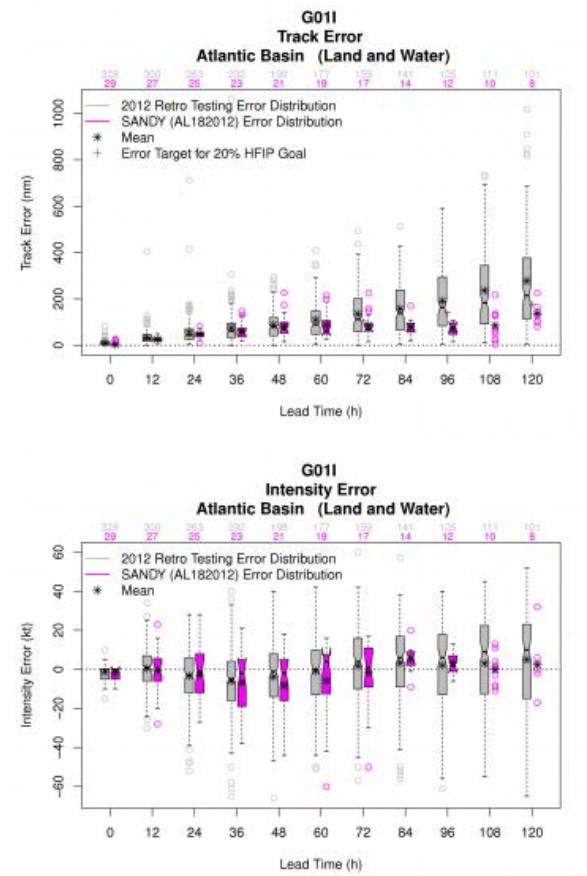 G01I
Track Error
Atlantic Basin (Land and Water)
328 300 263 232 198 177 159 141 125 111 101
29 27 25 23 21 19 17 14 12 10 8
2012 Retro Testing Error Distribution
SANDY (AL182012) Error Distribution
Mean
Error Target for 20% HFIP Goal
Track Error (nm)
1000
800
600
400
200
0
0 12 24 36 48 60 72 84 96 108 120
Lead Time (h)
G01I
Intensity Error
Atlantic Basin (Land and Water)
328 300 263 232 198 177 159 141 125 111 101
29 27 25 23 21 19 17 14 12 10 8
2012 Retro Testing Error Distribution
SANDY (AL182012) Error Distribution
Mean
Intensity Error (kt)
60
40
20
0
−20
−40
−60
0 12 24 36 48 60 72 84 96 108 120
Lead Time (h)